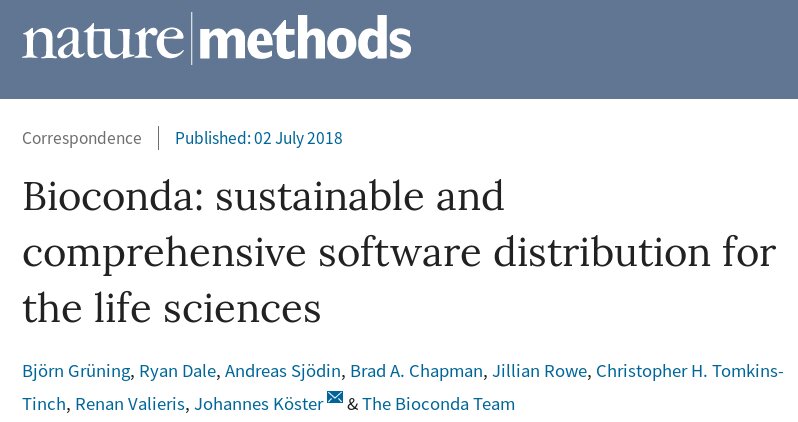 nature methods
Correspondence Published: 02 July 2018
Bioconda: sustainable and
comprehensive software distribution for
the life sciences
Björn Grüning, Ryan Dale, Andreas Sjödin, Brad A. Chapman, Jillian Rowe, Christopher H. Tomkins-
Tinch, Renan Valieris, Johannes Köster & The Bioconda Team